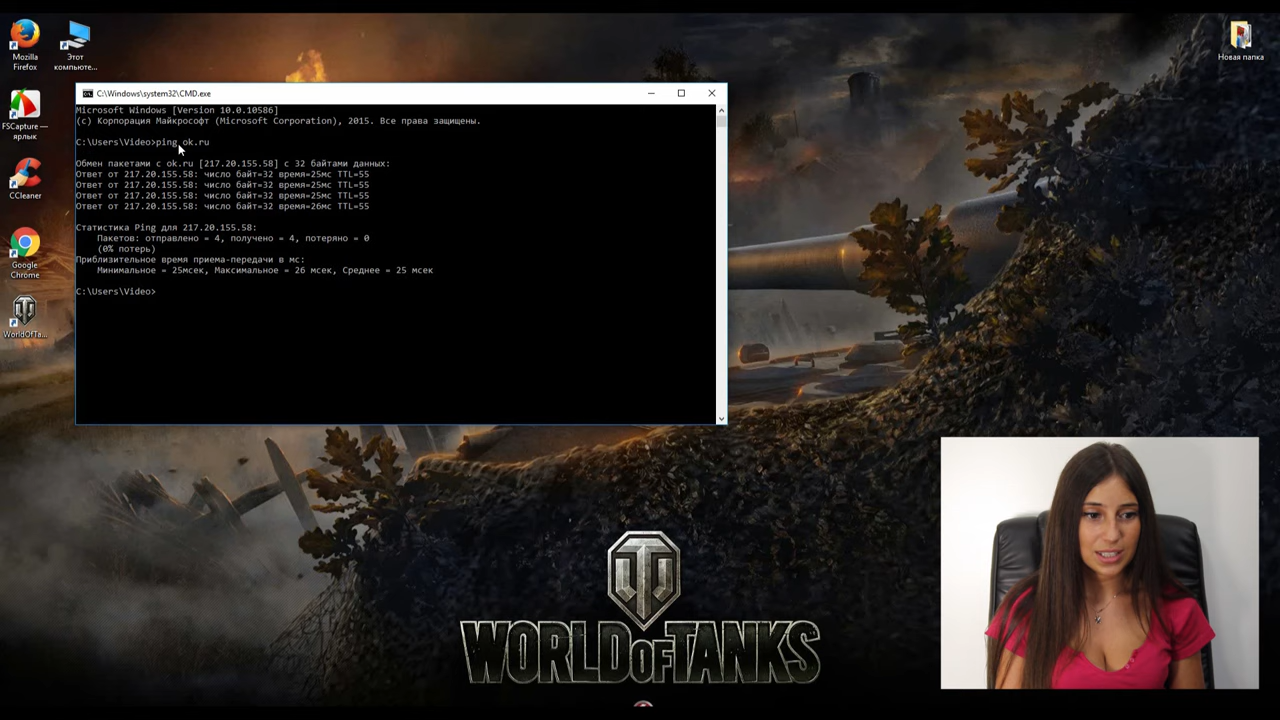 Mozilla
Firefox
Этот
компьюте...
Новая папка
FSCapture —
ярлык
CCleaner
Google
Chrome
WorldOfTa...
C:\Windows\system32\CMD.exe
Microsoft Windows [Version 10.0.10586]
(c) Корпорация Майкрософт (Microsoft Corporation), 2015. Все права защищены.
C:\Users\Video>ping ok.ru
Обмен пакетами с ok.ru [217.20.155.58] с 32 байтами данных:
Ответ от 217.20.155.58: число байт=32 время=25мс TTL=55
Ответ от 217.20.155.58: число байт=32 время=25мс TTL=55
Ответ от 217.20.155.58: число байт=32 время=25мс TTL=55
Ответ от 217.20.155.58: число байт=32 время=26мс TTL=55
Статистика Ping для 217.20.155.58:
Пакетов: отправлено = 4, получено = 4, потеряно = 0
(0% потерь)
Приблизительное время приема-передачи в мс:
Минимальное = 25мсек, Максимальное = 26 мсек, Среднее = 25 мсек
C:\Users\Video>
WORLD OF TANKS